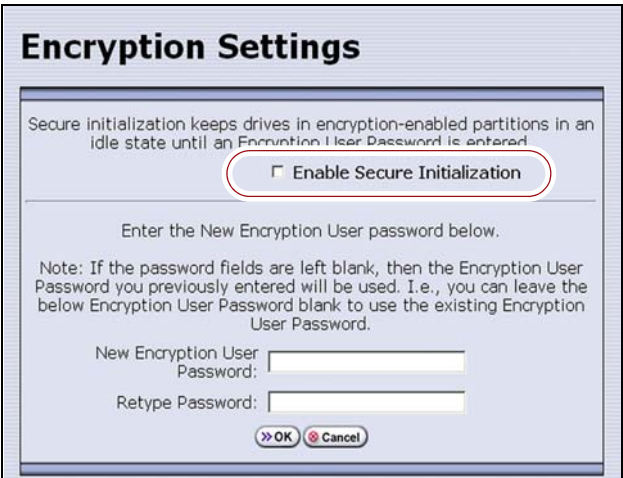 Encryption Settings
Secure initialization keeps drives in encryption-enabled partitions in an
idle state until an Encryption User Password is entered
Enable Secure Initialization
Enter the New Encryption User password below.
Note: If the password fields are left blank, then the Encryption User
Password you previously entered will be used. I.e., you can leave the
below Encryption User Password blank to use the existing Encryption
User Password.
New Encryption User
Password:
Retype Password:
OK Cancel